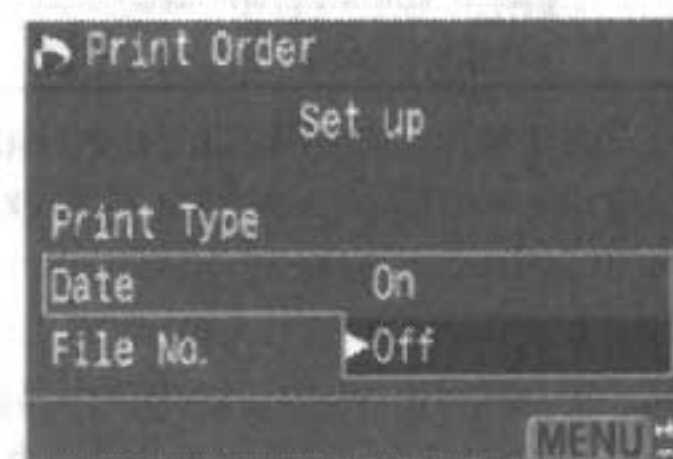 Print Order
Set up
Print Type
Date On
File No. Off
MENU